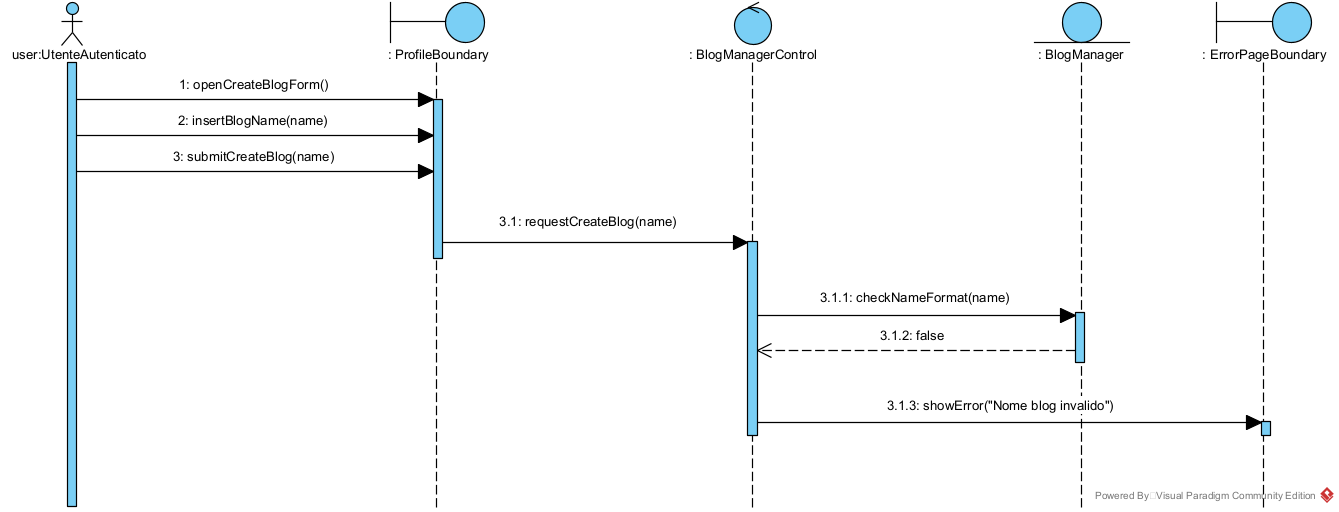 user:UtenteAutenticato
: ProfileBoundary
: BlogManagerControl
: BlogManager
: ErrorPageBoundary
1: openCreateBlogForm()
2: insertBlogName(name)
3: submitCreateBlog(name)
3.1: requestCreateBlog(name)
3.1.1: checkNameFormat(name)
3.1.2: false
3.1.3: showError("Nome blog invalido")
Powered By Visual Paradigm Community Edition